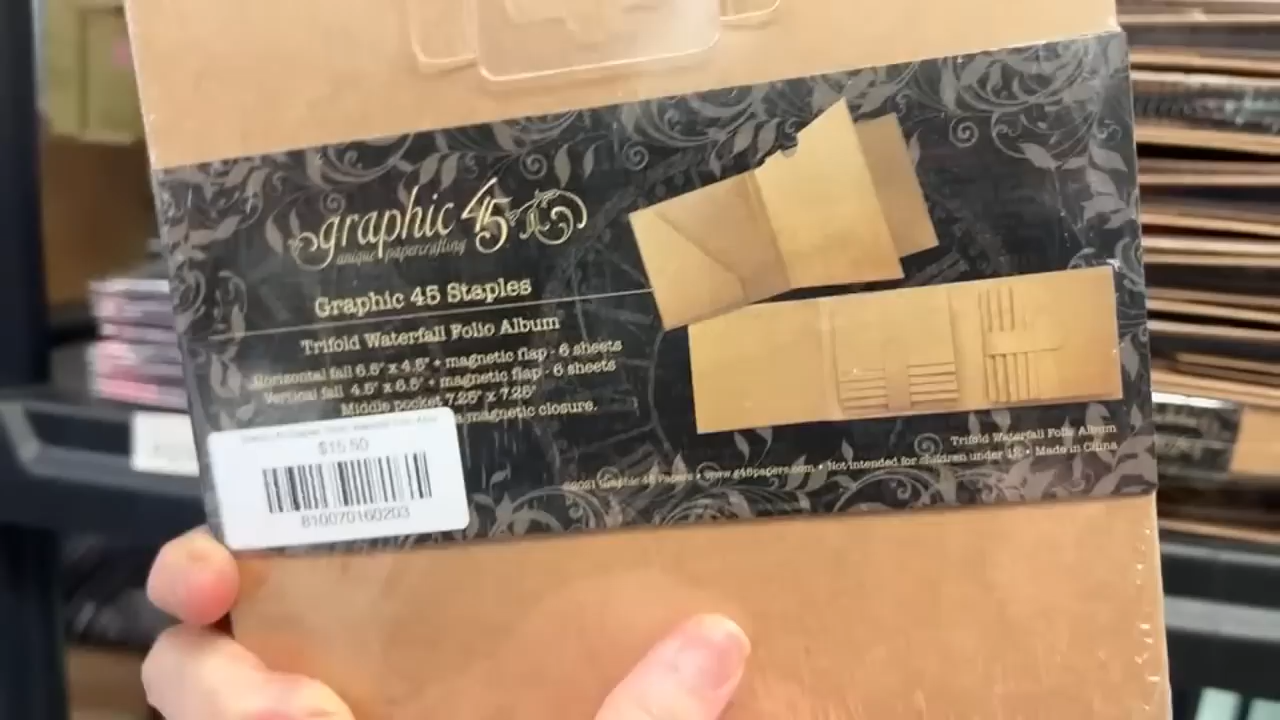 graphic 45
unique papercrafting
Graphic 45 Staples
Trifold Waterfall Folio Album
Horizontal fall 6.5" x 4.5" + magnetic flap - 6 sheets
Vertical fall 4.5" x 6.5" + magnetic flap - 6 sheets
Middle pocket 7.25" x 7.25"
magnetic closure.
$15.50
810070160203
Trifold Waterfall Folio Album
©2021 Graphic 45 Papers • www.g45papers.com • Not intended for children under 12 • Made in China